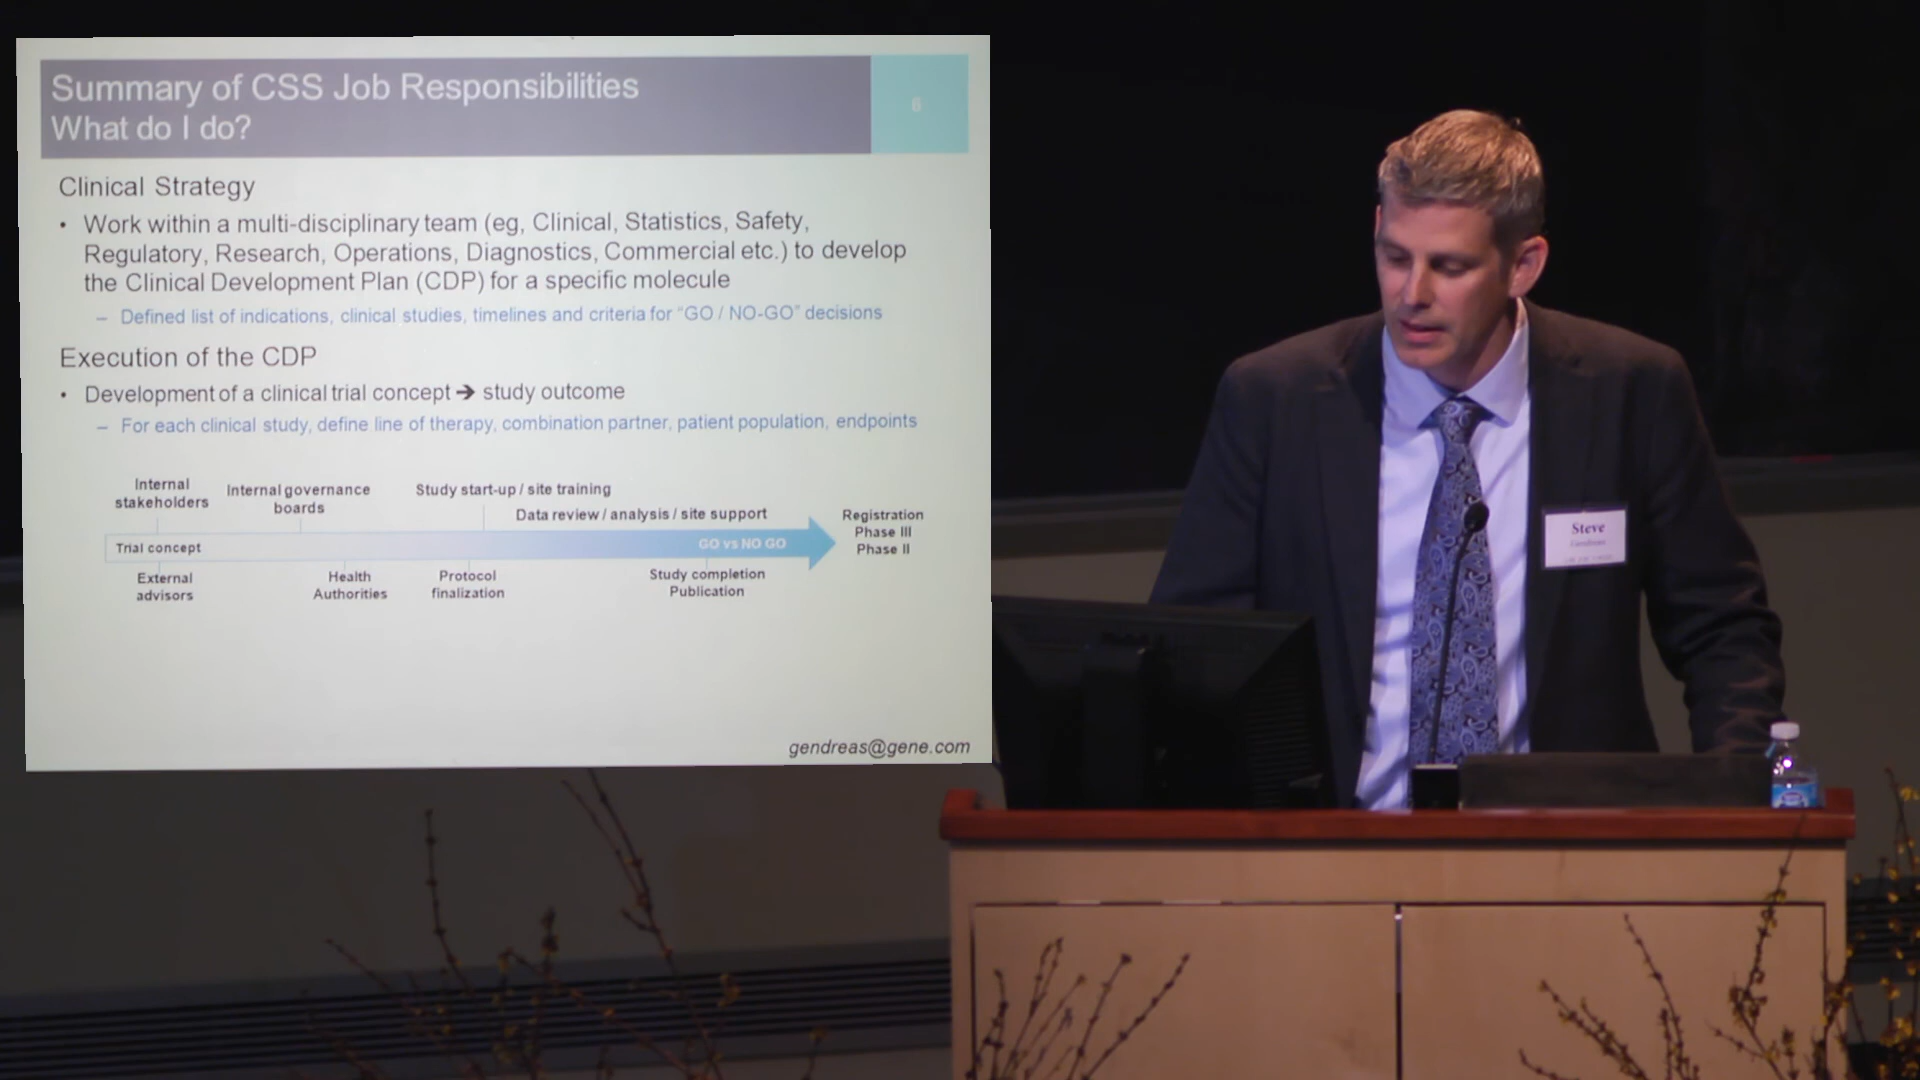 Summary of CSS Job Responsibilities
What do I do?
6
Clinical Strategy
• Work within a multi-disciplinary team (eg, Clinical, Statistics, Safety,
Regulatory, Research, Operations, Diagnostics, Commercial etc.) to develop
the Clinical Development Plan (CDP) for a specific molecule
– Defined list of indications, clinical studies, timelines and criteria for “GO / NO-GO” decisions
Execution of the CDP
• Development of a clinical trial concept ➔ study outcome
– For each clinical study, define line of therapy, combination partner, patient population, endpoints
Internal
stakeholders
Internal governance
boards
Study start-up / site training
Data review / analysis / site support
Trial concept
GO vs NO GO
Registration
Phase III
Phase II
External
advisors
Health
Authorities
Protocol
finalization
Study completion
Publication
gendreas@gene.com
Steve